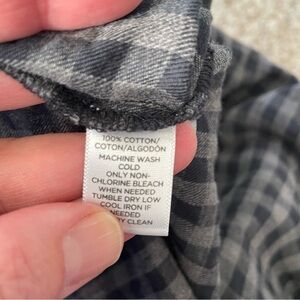 100% COTTON/
COTON/ALGODÓN
MACHINE WASH
COLD
ONLY NON-
CHLORINE BLEACH
WHEN NEEDED
TUMBLE DRY LOW
COOL IRON IF
NEEDED
CLEAN